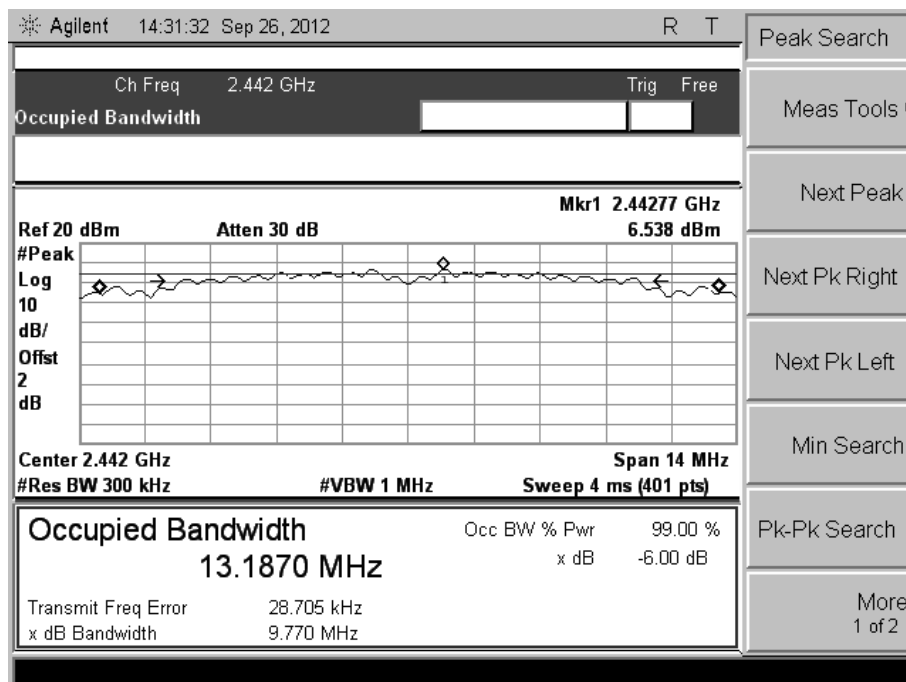 Agilent 14:31:32 Sep 26, 2012 R T
Ch Freq 2.442 GHz Trig Free
Occupied Bandwidth
Mkr1 2.44277 GHz
Ref 20 dBm Atten 30 dB 6.538 dBm
#Peak
Log
10
dB/
Offst
2
dB
1
Center 2.442 GHz Span 14 MHz
#Res BW 300 kHz #VBW 1 MHz Sweep 4 ms (401 pts)
Occupied Bandwidth Occ BW % Pwr 99.00 %
13.1870 MHz x dB -6.00 dB
Transmit Freq Error 28.705 kHz
x dB Bandwidth 9.770 MHz
Peak Search
Meas Tools
Next Peak
Next Pk Right
Next Pk Left
Min Search
Pk-Pk Search
More
1 of 2